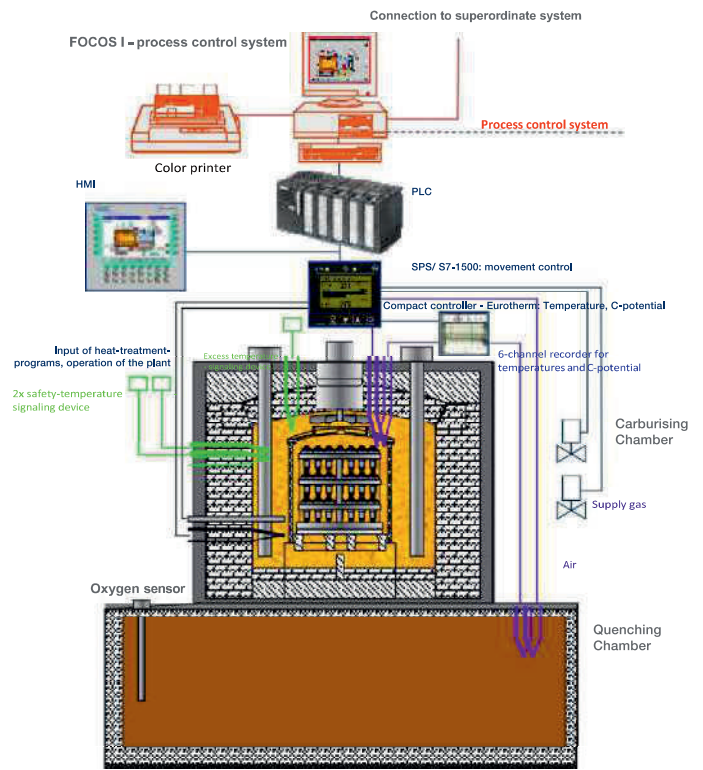 Connection to superordinate system
FOCOS I – process control system
Process control system
Color printer
HMI
PLC
SPS/ S7-1500: movement control
Compact controller - Eurotherm: Temperature, C-potential
Input of heat-treatment-
programs, operation of the plant
Excess temperature
6-channel recorder for
temperatures and C-potential
2x safety-temperature
signaling device
Carburising
Chamber
Supply gas
Air
Oxygen sensor
Quenching
Chamber